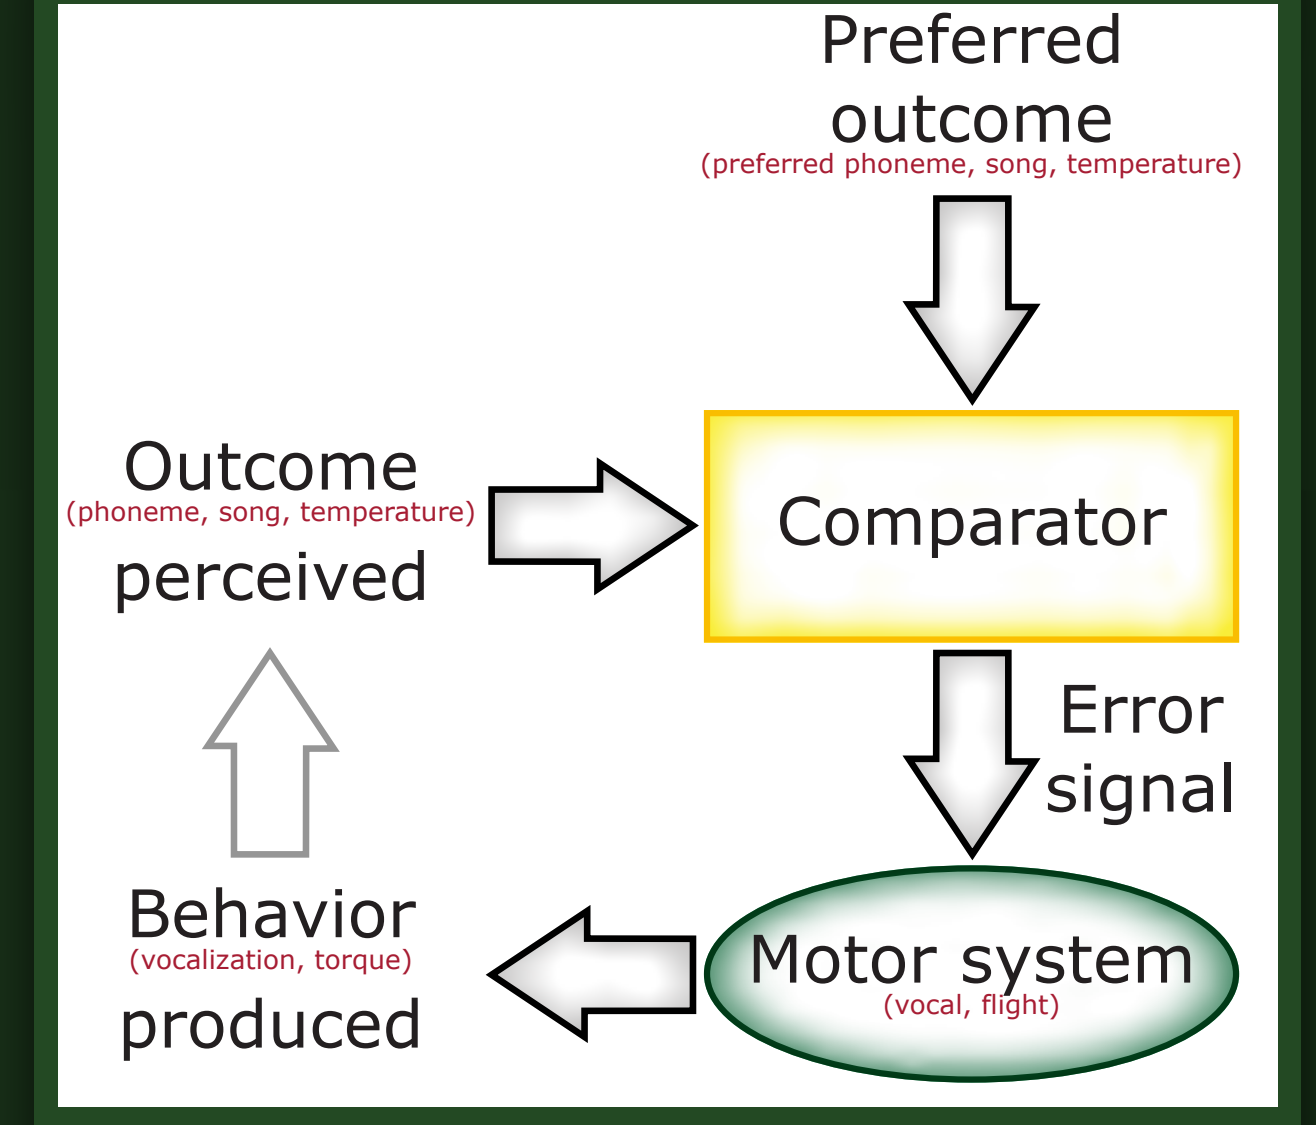 Preferred
outcome
(preferred phoneme, song, temperature)
Outcome
(phoneme, song, temperature)
perceived
Comparator
Error
signal
Behavior
(vocalization, torque)
produced
Motor system
(vocal, flight)